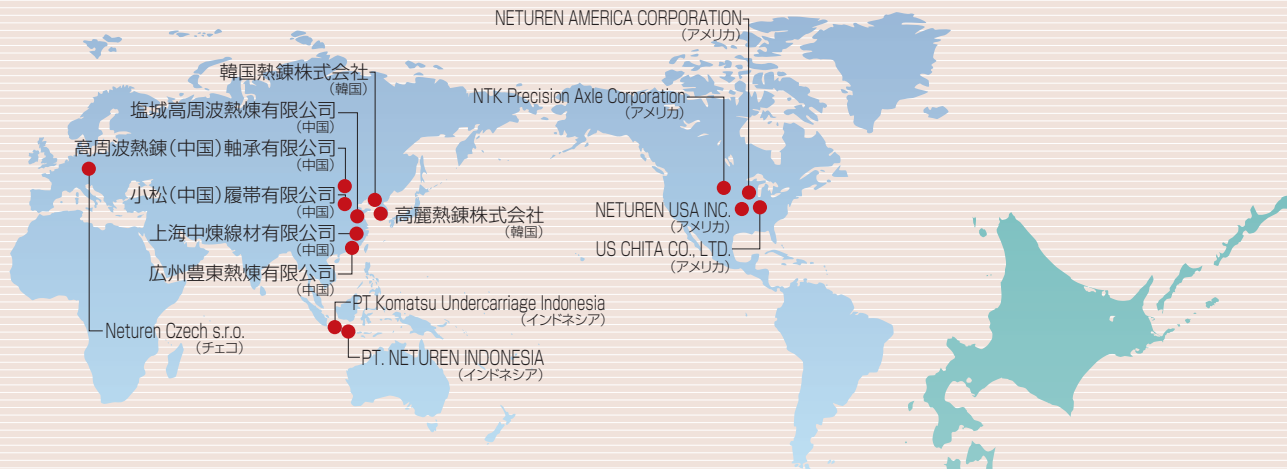 NETUREN AMERICA CORPORATION
（アメリカ）
韓国熱錬株式会社
（韓国）
NTK Precision Axle Corporation
（アメリカ）
塩城高周波熱煉有限公司
（中国）
高周波熱錬（中国）軸承有限公司
（中国）
小松（中国）履帯有限公司
（中国）
高麗熱錬株式会社
（韓国）
NETUREN USA INC.
（アメリカ）
上海中煉線材有限公司
（中国）
US CHITA CO., LTD.
（アメリカ）
広州豊東熱煉有限公司
（中国）
PT Komatsu Undercarriage Indonesia
（インドネシア）
Neturen Czech s.r.o.
（チェコ）
PT. NETUREN INDONESIA
（インドネシア）